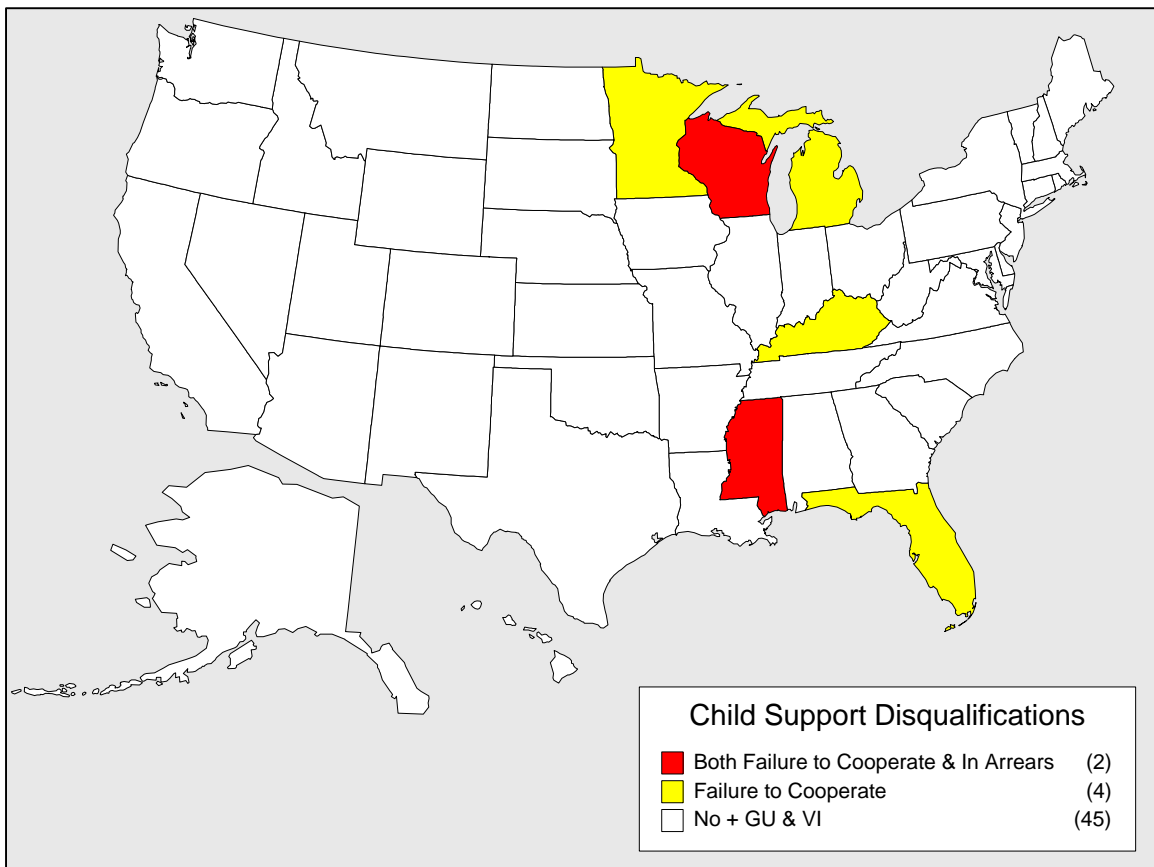 Child Support Disqualifications
Both Failure to Cooperate & In Arrears (2)
Failure to Cooperate (4)
No + GU & VI (45)